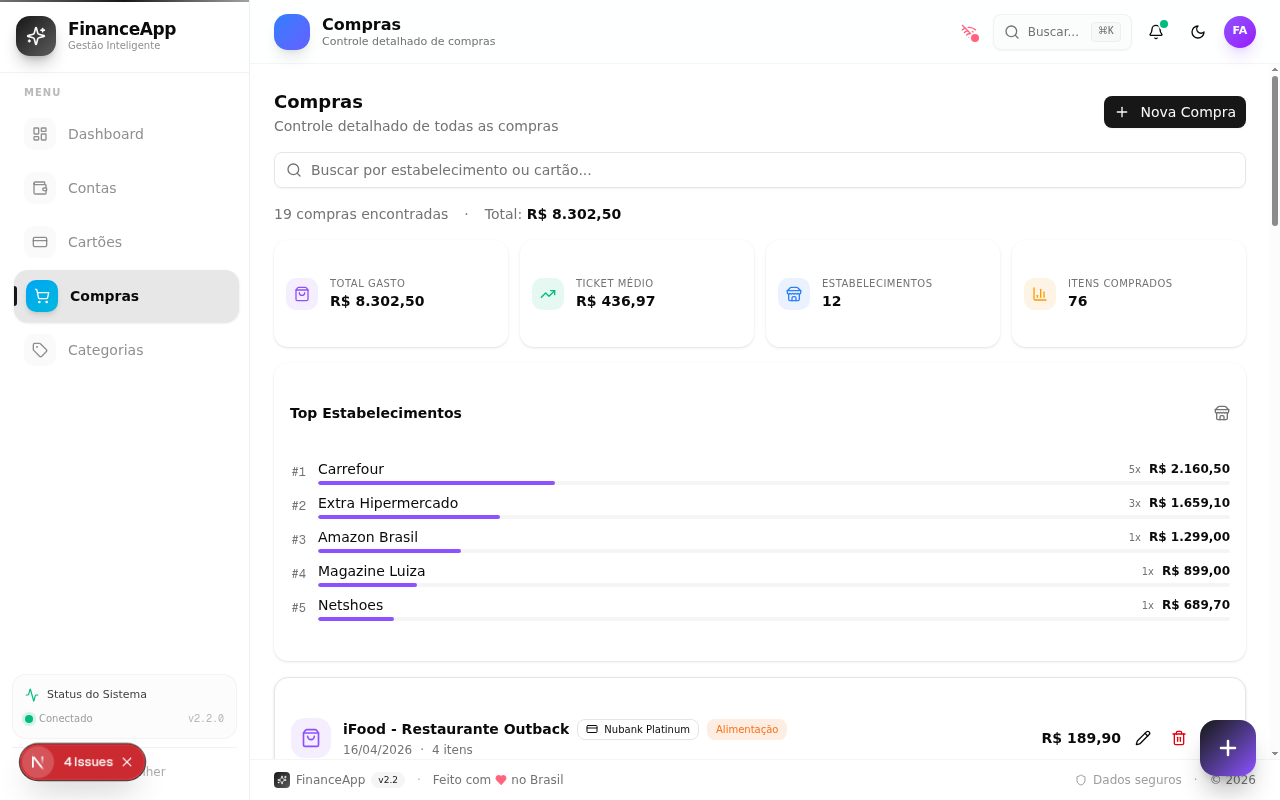 FinanceApp
Gestão Inteligente
MENU
Dashboard
Contas
Cartões
Compras
Categorias
Status do Sistema
Conectado v2.2.0
4 Issues
Compras
Controle detalhado de compras
Buscar... ⌘K
FA
Compras
Controle detalhado de todas as compras
Nova Compra
Buscar por estabelecimento ou cartão...
19 compras encontradas · Total: R$ 8.302,50
TOTAL GASTO
R$ 8.302,50
TICKET MÉDIO
R$ 436,97
ESTABELECIMENTOS
12
ITENS COMPRADOS
76
Top Estabelecimentos
#1 Carrefour 5x R$ 2.160,50
#2 Extra Hipermercado 3x R$ 1.659,10
#3 Amazon Brasil 1x R$ 1.299,00
#4 Magazine Luiza 1x R$ 899,00
#5 Netshoes 1x R$ 689,70
iFood - Restaurante Outback Nubank Platinum Alimentação
16/04/2026 · 4 itens
R$ 189,90
FinanceApp v2.2 · Feito com ❤ no Brasil
Dados seguros · © 2026